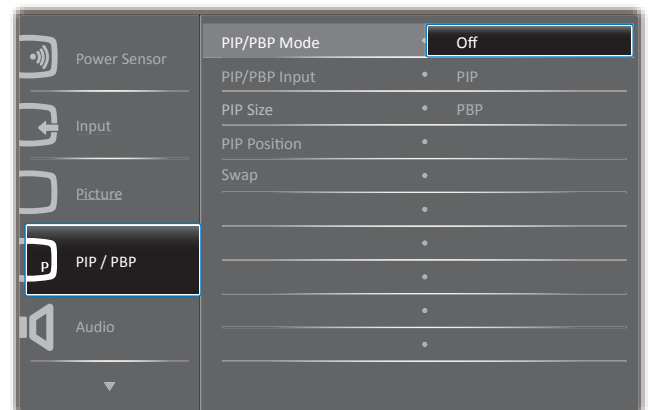 Power Sensor
Input
Picture
P
PIP / PBP
Audio
PIP/PBP Mode
Off
PIP/PBP Input
PIP
PIP Size
PBP
PIP Position
Swap